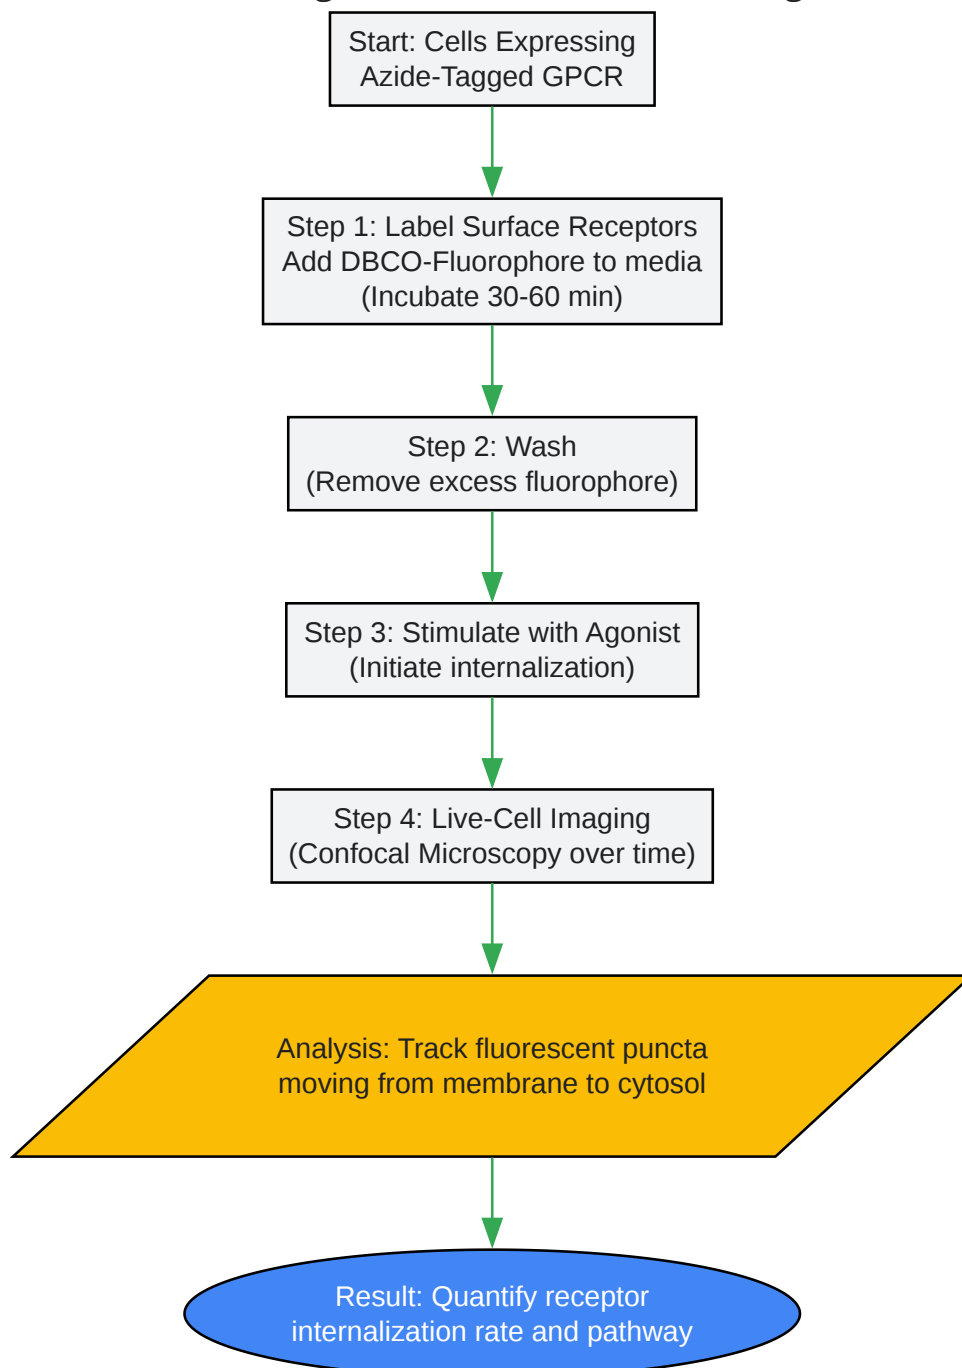 Start: Cells Expressing
Azide-Tagged GPCR
Step 1: Label Surface Receptors
Add DBCO-Fluorophore to media
(Incubate 30-60 min)
Step 2: Wash
(Remove excess fluorophore)
Step 3: Stimulate with Agonist
(Initiate internalization)
Step 4: Live-Cell Imaging
(Confocal Microscopy over time)
Analysis: Track fluorescent puncta
moving from membrane to cytosol
Result: Quantify receptor
internalization rate and pathway